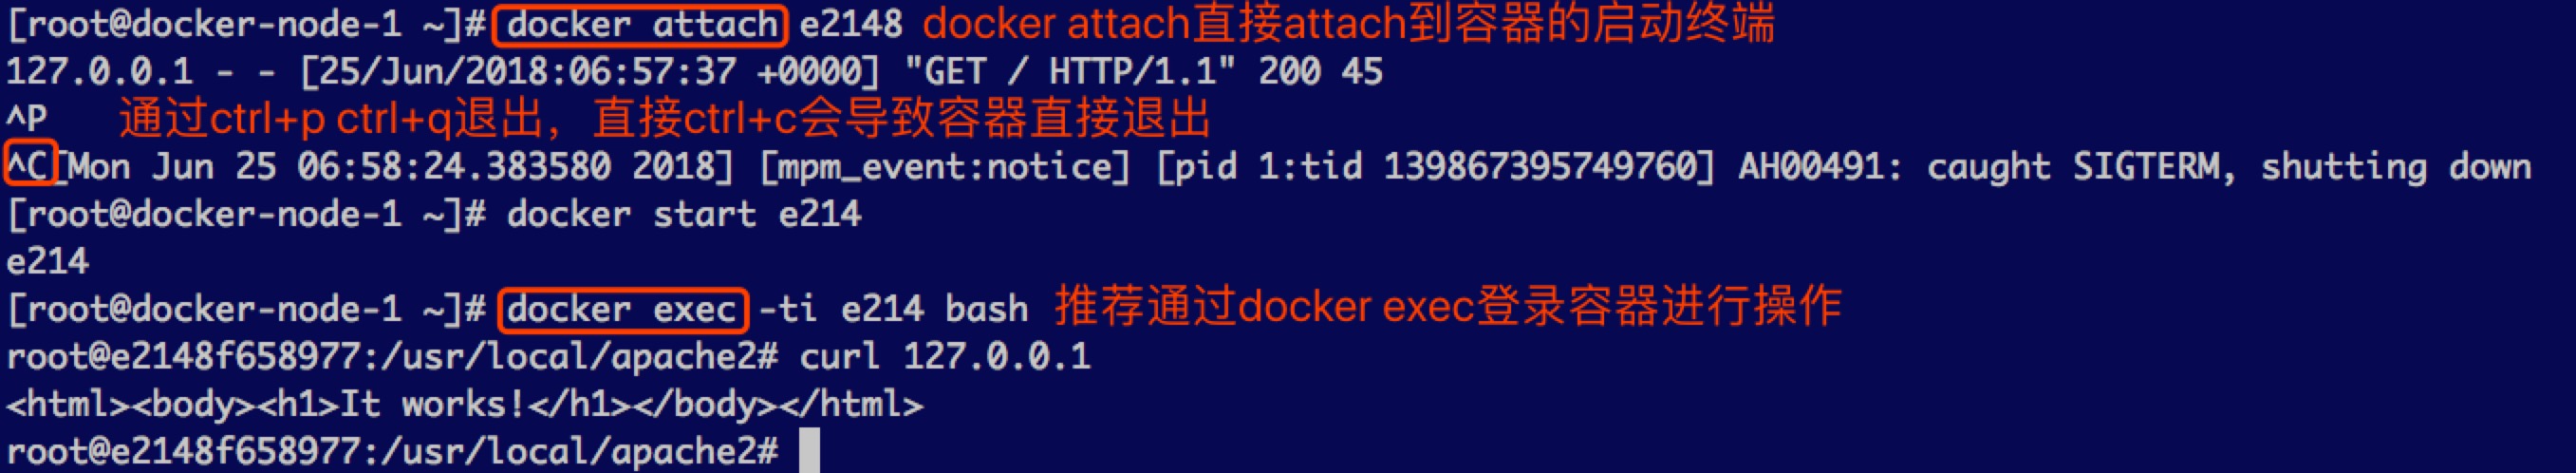 [root@docker-node-1 ~]# docker attach e2148 docker attach直接attach到容器的启动终端
127.0.0.1 - - [25/Jun/2018:06:57:37 +0000] "GET / HTTP/1.1" 200 45
^P 通过ctrl+p ctrl+q退出，直接ctrl+c会导致容器直接退出
^C[Mon Jun 25 06:58:24.383580 2018] [mpm_event:notice] [pid 1:tid 139867395749760] AH00491: caught SIGTERM, shutting down
[root@docker-node-1 ~]# docker start e214
e214
[root@docker-node-1 ~]# docker exec -ti e214 bash 推荐通过docker exec登录容器进行操作
root@e2148f658977:/usr/local/apache2# curl 127.0.0.1
<html><body><h1>It works!</h1></body></html>
root@e2148f658977:/usr/local/apache2#